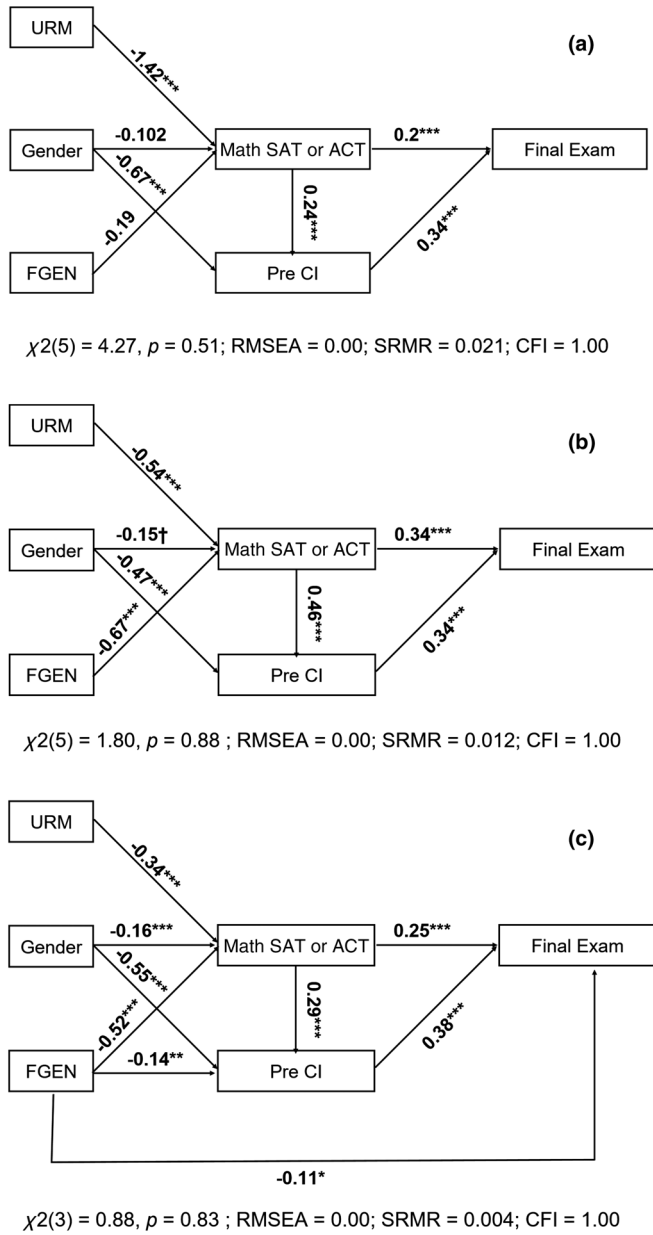 URM
(a)
-1.42***
Gender
-0.102
Math SAT or ACT
0.2***
Final Exam
-0.67***
-0.19
0.24***
0.34***
FGEN
Pre CI
χ2(5) = 4.27, p = 0.51; RMSEA = 0.00; SRMR = 0.021; CFI = 1.00
URM
(b)
-0.54***
Gender
-0.15†
Math SAT or ACT
0.34***
Final Exam
-0.47***
-0.67***
0.46***
0.34***
FGEN
Pre CI
χ2(5) = 1.80, p = 0.88 ; RMSEA = 0.00; SRMR = 0.012; CFI = 1.00
URM
(c)
-0.34***
Gender
-0.16***
Math SAT or ACT
0.25***
Final Exam
-0.55***
-0.52***
0.29***
0.38***
FGEN
-0.14**
Pre CI
-0.11*
χ2(3) = 0.88, p = 0.83 ; RMSEA = 0.00; SRMR = 0.004; CFI = 1.00